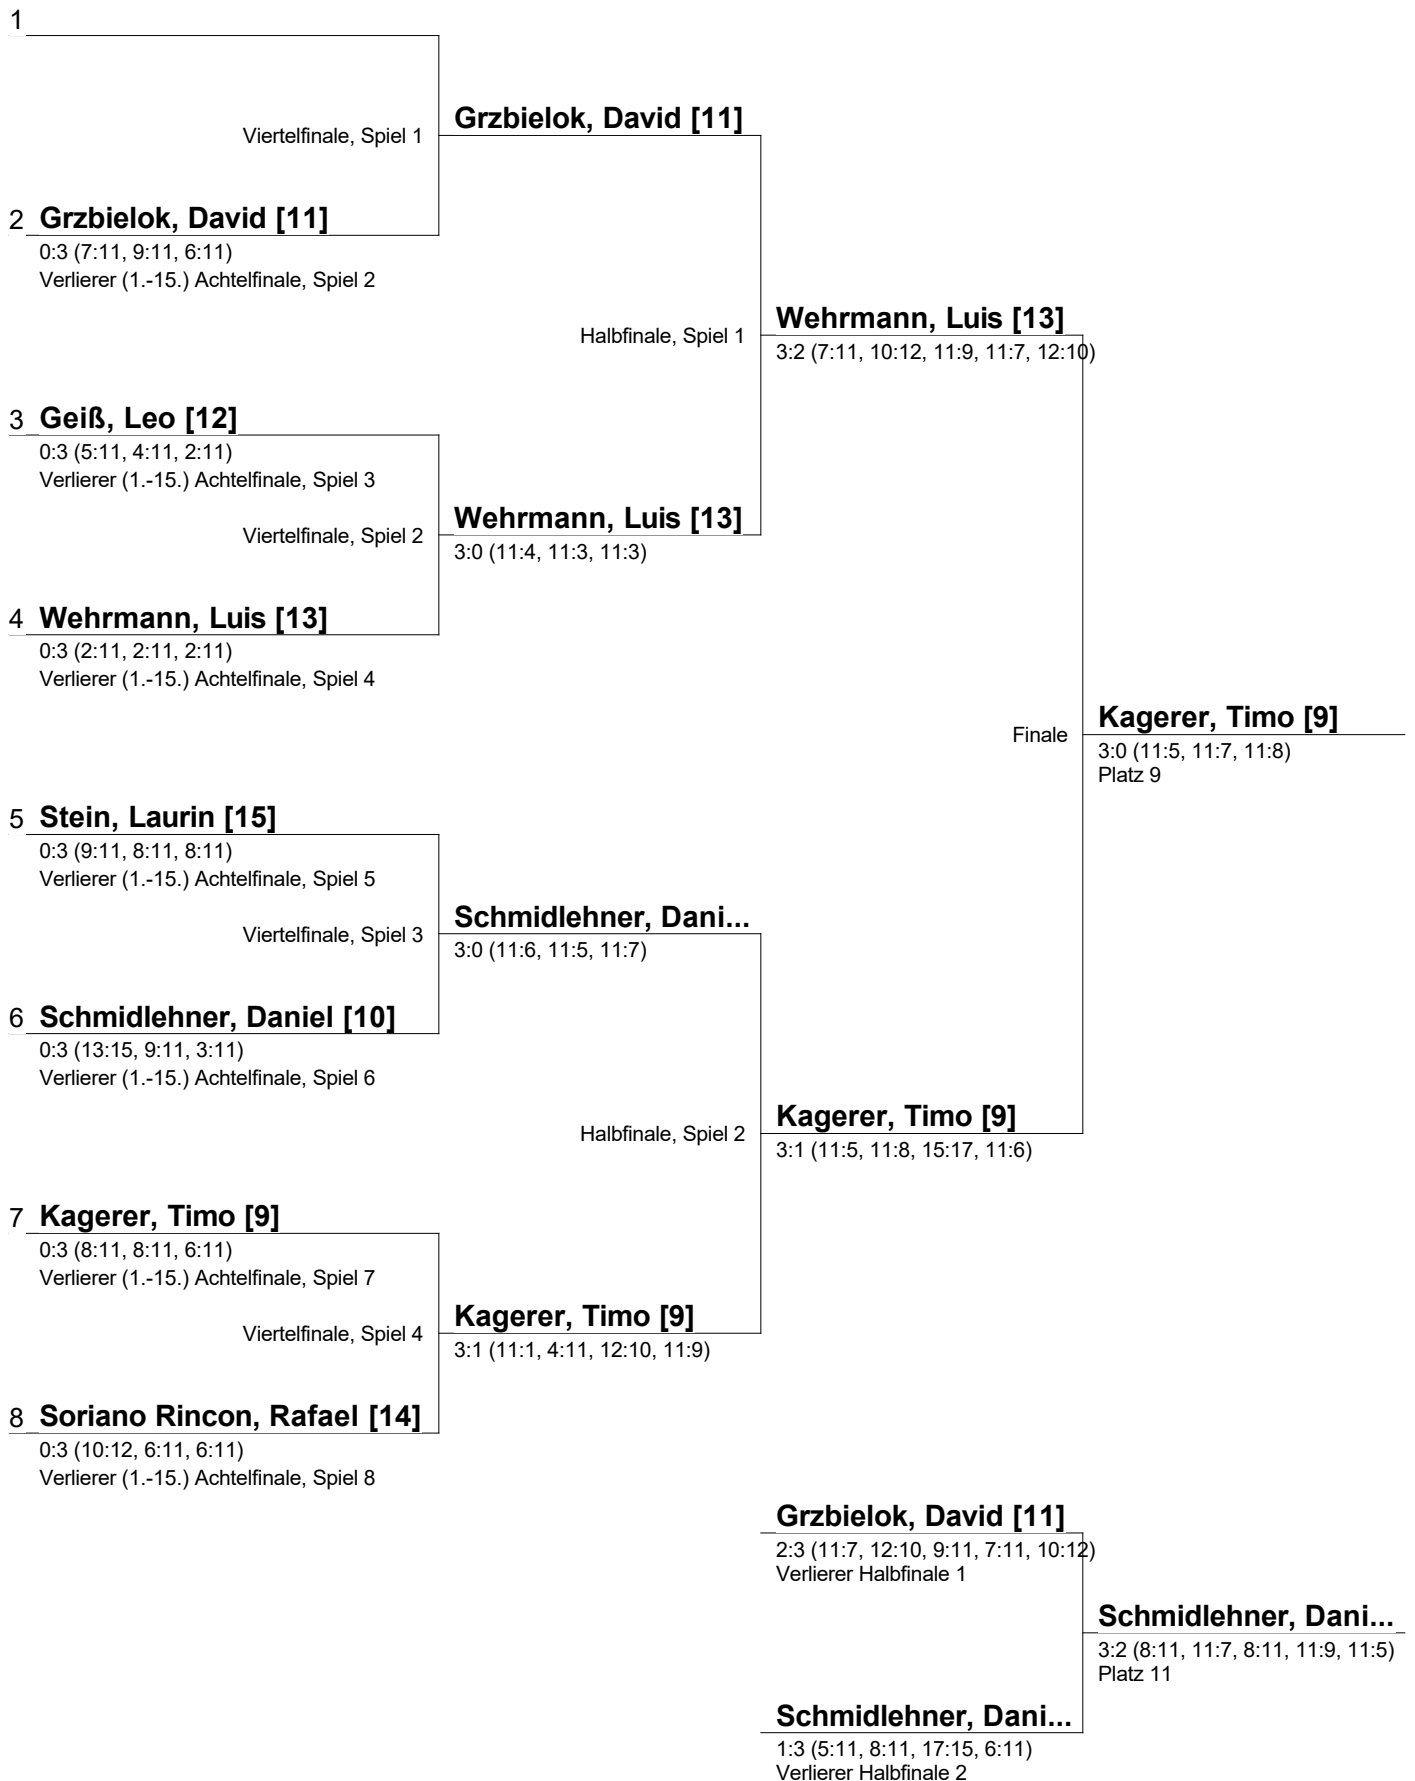 1
Grzbielok, David [11]
Viertelfinale, Spiel 1
2 Grzbielok, David [11]
0:3 (7:11, 9:11, 6:11)
Verlierer (1.-15.) Achtelfinale, Spiel 2
Wehrmann, Luis [13]
Halbfinale, Spiel 1
3:2 (7:11, 10:12, 11:9, 11:7, 12:10)
3 Geiß, Leo [12]
0:3 (5:11, 4:11, 2:11)
Verlierer (1.-15.) Achtelfinale, Spiel 3
Wehrmann, Luis [13]
Viertelfinale, Spiel 2
3:0 (11:4, 11:3, 11:3)
4 Wehrmann, Luis [13]
0:3 (2:11, 2:11, 2:11)
Verlierer (1.-15.) Achtelfinale, Spiel 4
Kagerer, Timo [9]
Finale
3:0 (11:5, 11:7, 11:8)
Platz 9
5 Stein, Laurin [15]
0:3 (9:11, 8:11, 8:11)
Verlierer (1.-15.) Achtelfinale, Spiel 5
Schmidlehner, Dani...
Viertelfinale, Spiel 3
3:0 (11:6, 11:5, 11:7)
6 Schmidlehner, Daniel [10]
0:3 (13:15, 9:11, 3:11)
Verlierer (1.-15.) Achtelfinale, Spiel 6
Kagerer, Timo [9]
Halbfinale, Spiel 2
3:1 (11:5, 11:8, 15:17, 11:6)
7 Kagerer, Timo [9]
0:3 (8:11, 8:11, 6:11)
Verlierer (1.-15.) Achtelfinale, Spiel 7
Kagerer, Timo [9]
Viertelfinale, Spiel 4
3:1 (11:1, 4:11, 12:10, 11:9)
8 Soriano Rincon, Rafael [14]
0:3 (10:12, 6:11, 6:11)
Verlierer (1.-15.) Achtelfinale, Spiel 8
Grzbielok, David [11]
2:3 (11:7, 12:10, 9:11, 7:11, 10:12)
Verlierer Halbfinale 1
Schmidlehner, Dani...
3:2 (8:11, 11:7, 8:11, 11:9, 11:5)
Platz 11
Schmidlehner, Dani...
1:3 (5:11, 8:11, 17:15, 6:11)
Verlierer Halbfinale 2